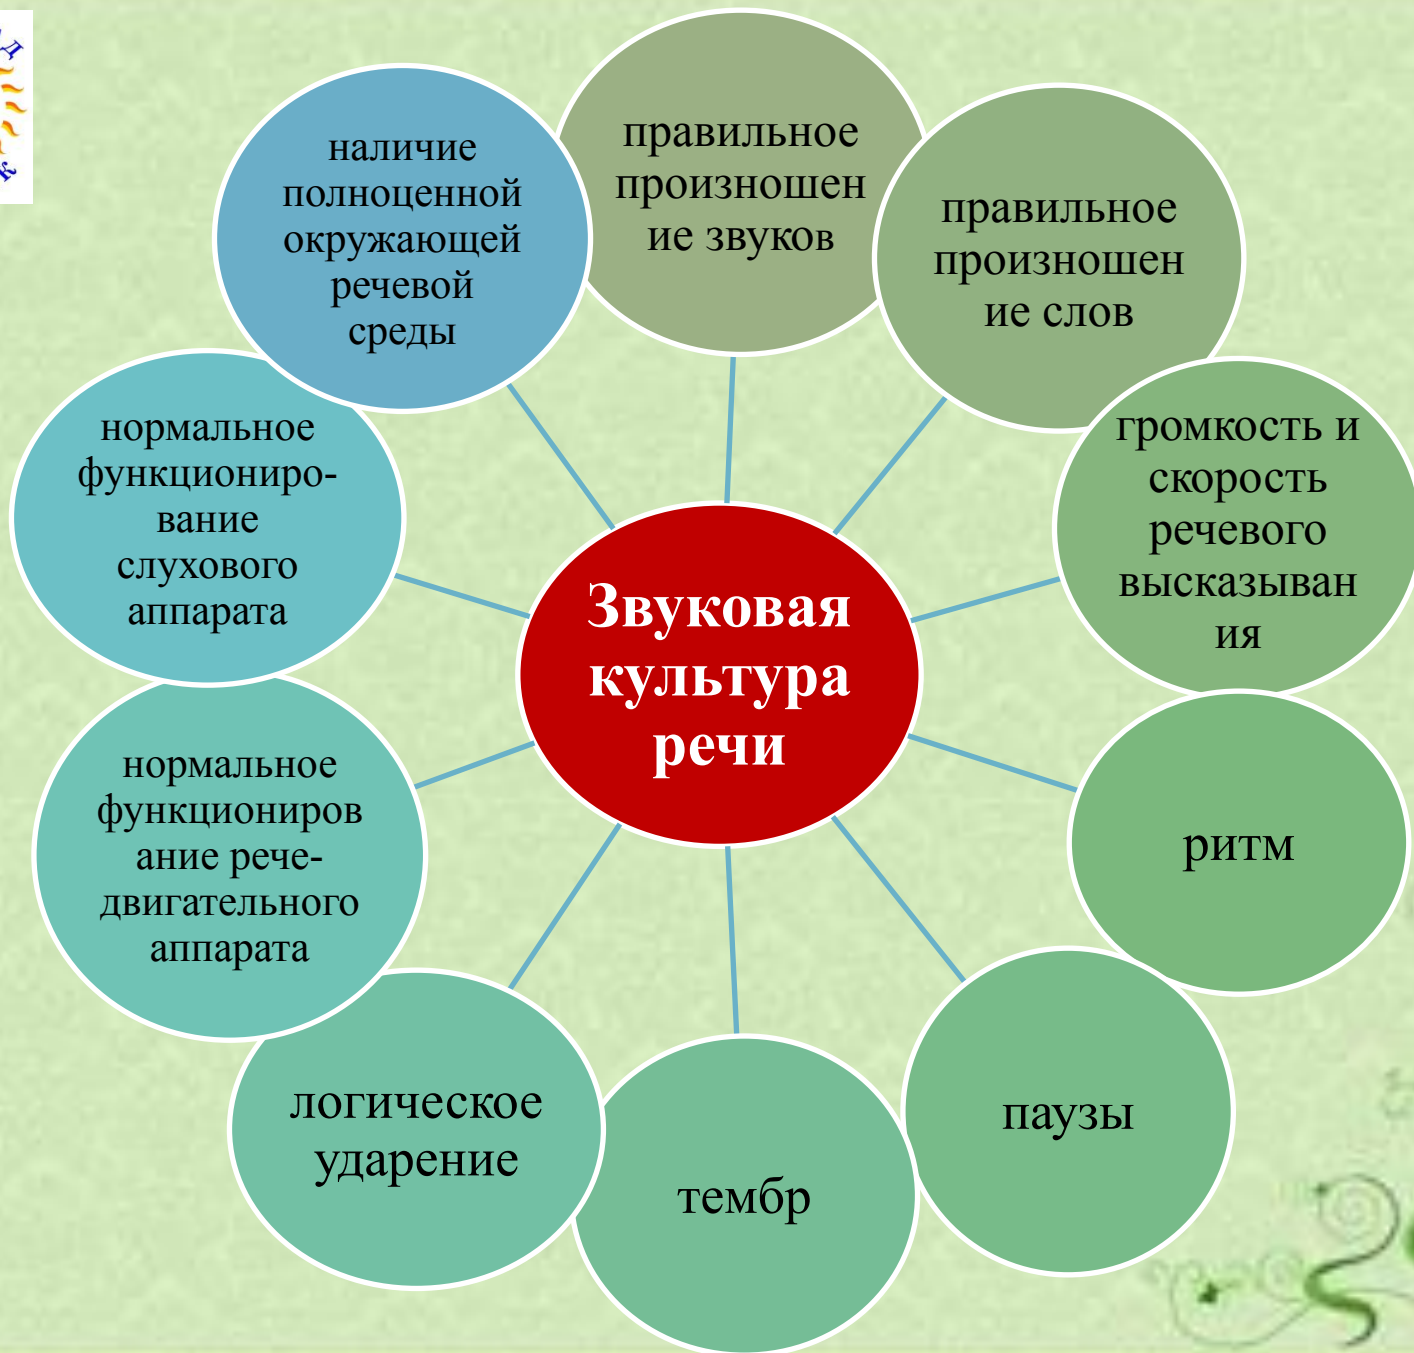 правильное
произношен
ие звуков
правильное
произношен
ие слов
громкость и
скорость
речевого
высказыван
ия
ритм
паузы
тембр
логическое
ударение
нормальное
функциониров
ание рече-
двигательного
аппарата
нормальное
функциониро-
вание
слухового
аппарата
наличие
полноценной
окружающей
речевой
среды
Звуковая
культура
речи